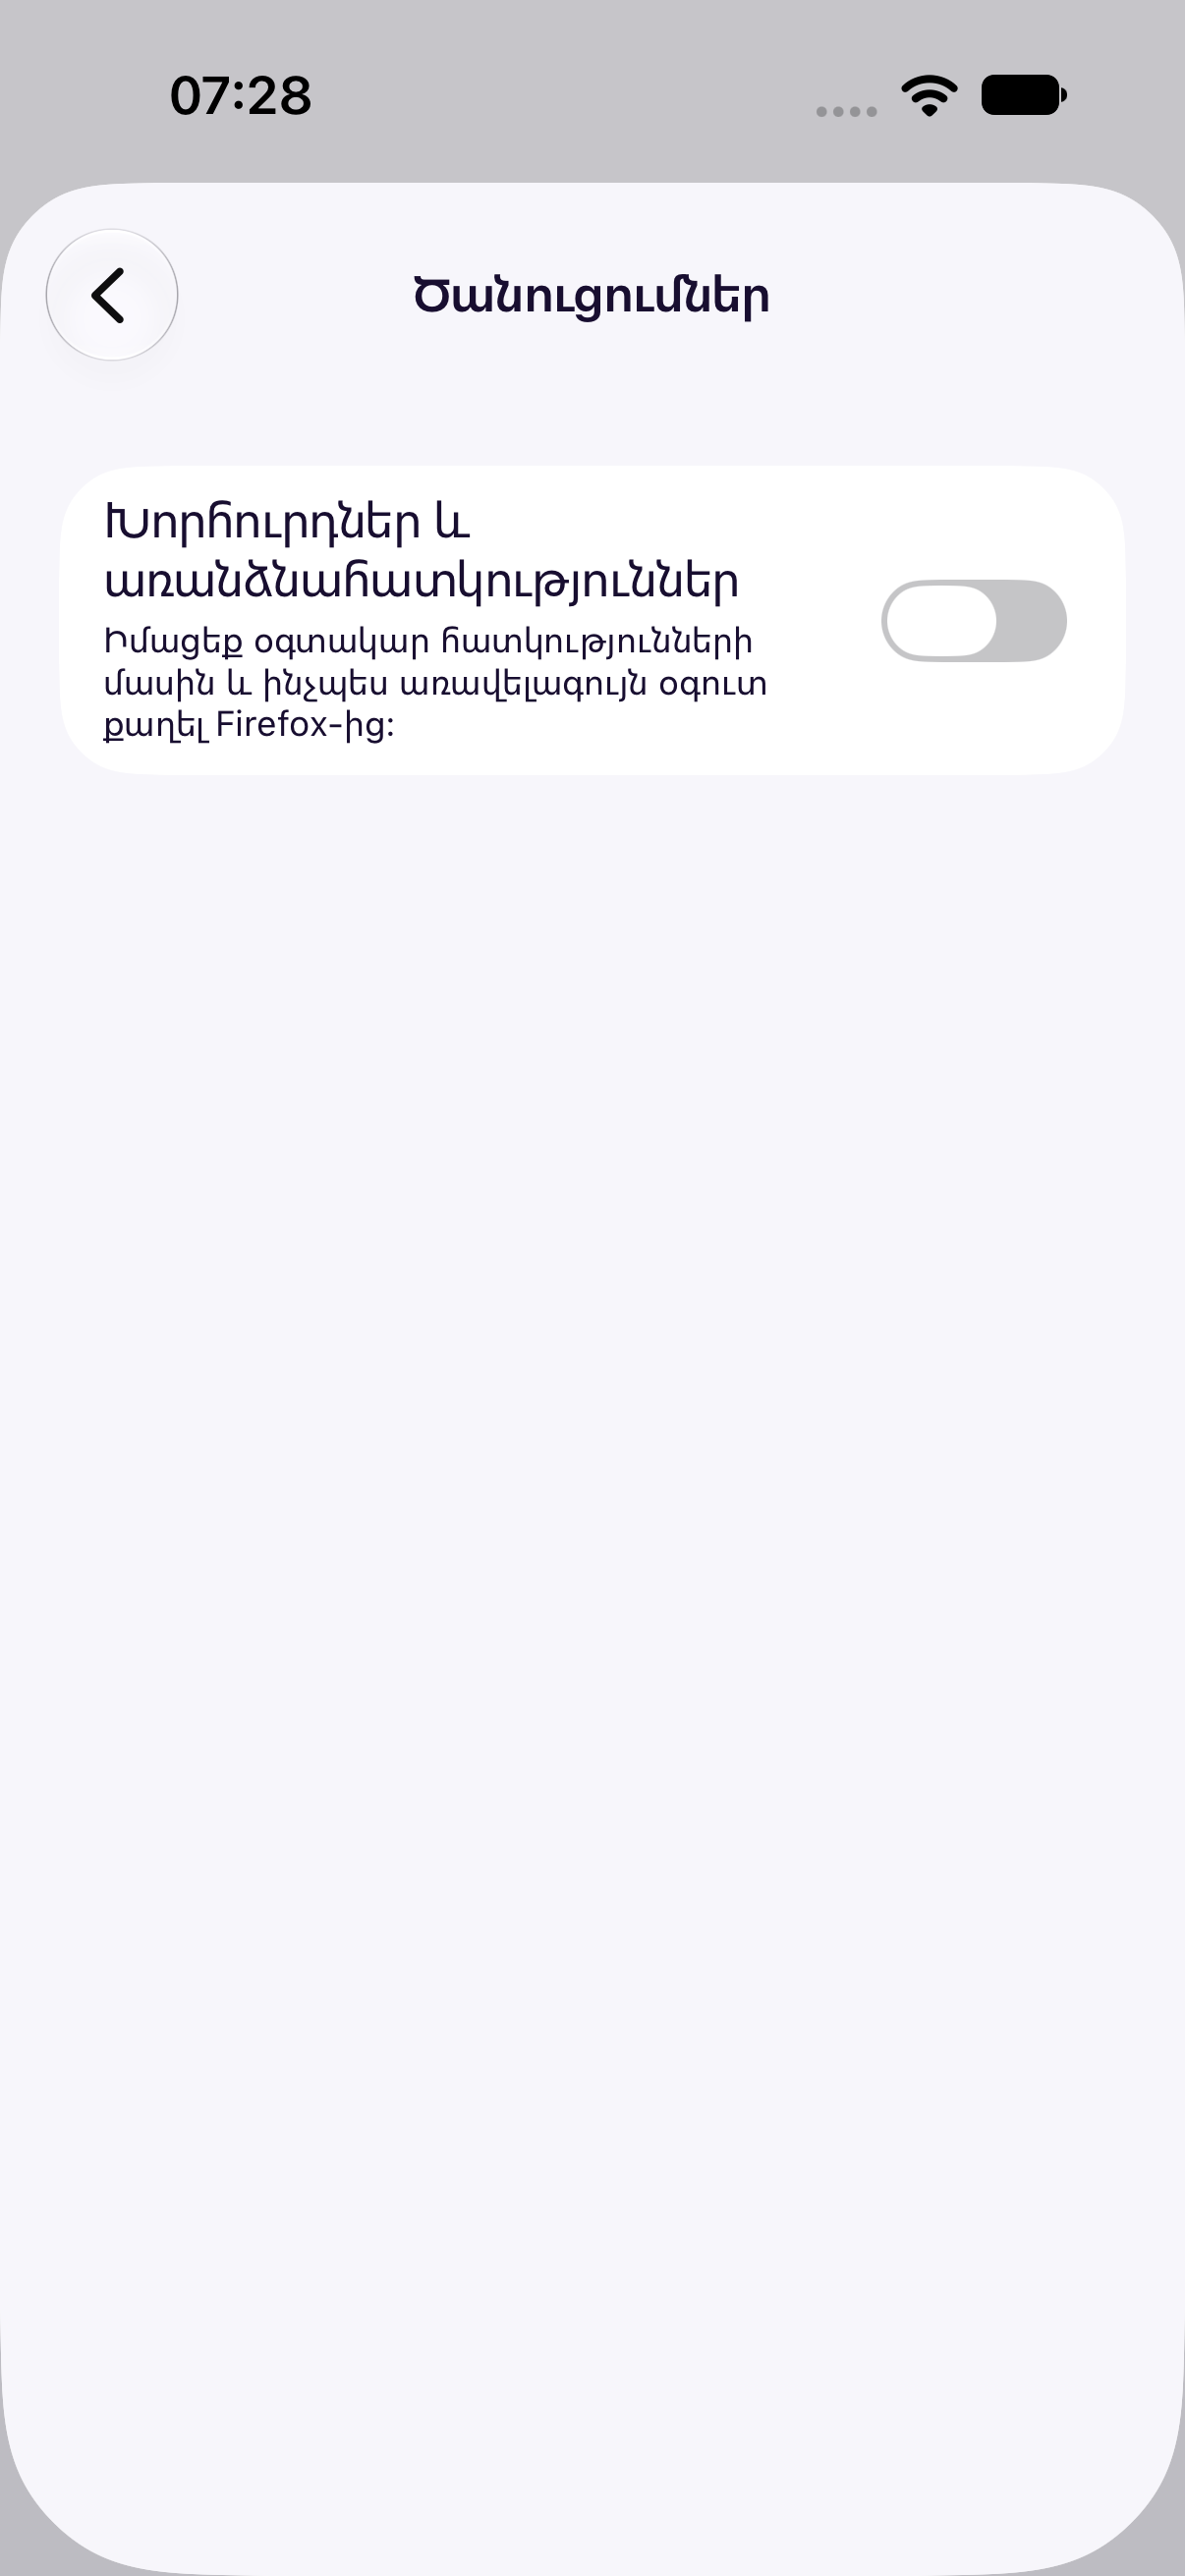 07:28
Ծանուցումներ
Խորհուրդներ և
առանձնահատկություններ
Իմացեք օգտակար հատկությունների
մասին և ինչպես առավելագույն օգուտ
քաղել Firefox-ից: